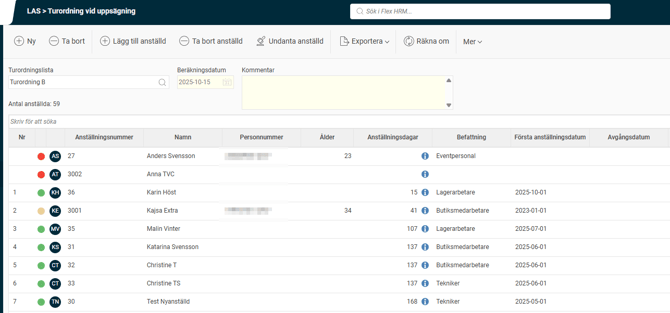 LAS > Turordning vid uppsägning
Sök i Flex HRM...
Ny Ta bort Lägg till anställd Ta bort anställd Undanta anställd Exportera Räkna om Mer
Turordningslista Beräkningsdatum Kommentar
Turordning B 2025-10-15
Antal anställda: 59
Skriv för att söka
Nr Anställningsnummer Namn Personnummer Ålder Anställningsdagar Befattning Första anställningsdatum Avgångsdatum
AS 27 Anders Svensson 23 Eventpersonal
AT 3002 Anna TVC
1 KH 36 Karin Höst 15 Lagerarbetare 2025-10-01
2 KE 3001 Kajsa Extra 34 41 Butiksmedarbetare 2023-01-01
3 MV 35 Malin Vinter 107 Lagerarbetare 2025-07-01
4 KS 31 Katarina Svensson 137 Butiksmedarbetare 2025-06-01
5 CT 32 Christine T 137 Butiksmedarbetare 2025-06-01
6 CT 33 Christine TS 137 Tekniker 2025-06-01
7 TN 30 Test Nyanställd 168 Tekniker 2025-05-01